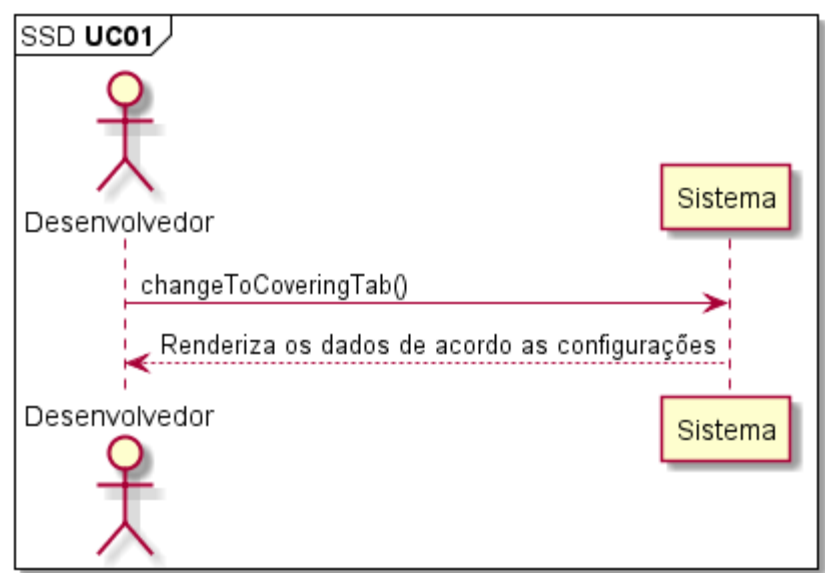 SSD UC01
Desenvolvedor
Sistema
changeToCoveringTab()
Renderiza os dados de acordo as configurações
Desenvolvedor
Sistema